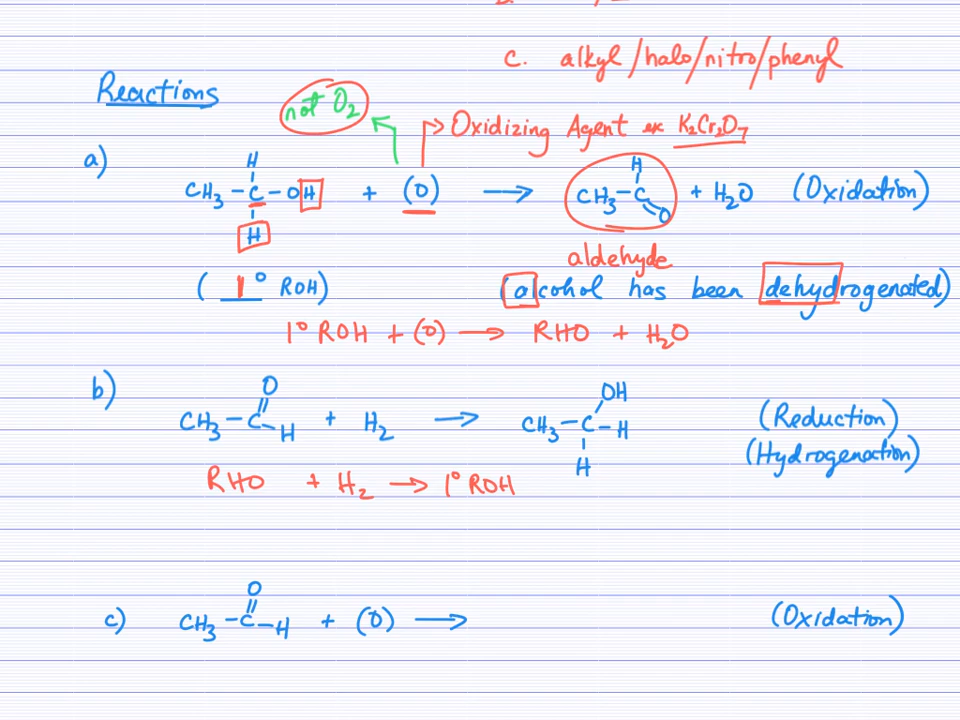 c. alkyl/halo/nitro/phenyl
Reactions
not O₂
Oxidizing Agent ex K₂Cr₂O₇
a)
H H
CH₃ - C - OH + (O) → CH₃ - C + H₂O (Oxidation)
H O
aldehyde
( 1° ROH) (alcohol has been dehydrogenated)
1° ROH + (O) → RHO + H₂O
b)
O OH
CH₃ - C - H + H₂ → CH₃ - C - H (Reduction)
H (Hydrogenation)
RHO + H₂ → 1° ROH
O
c) CH₃ - C - H + (O) → (Oxidation)